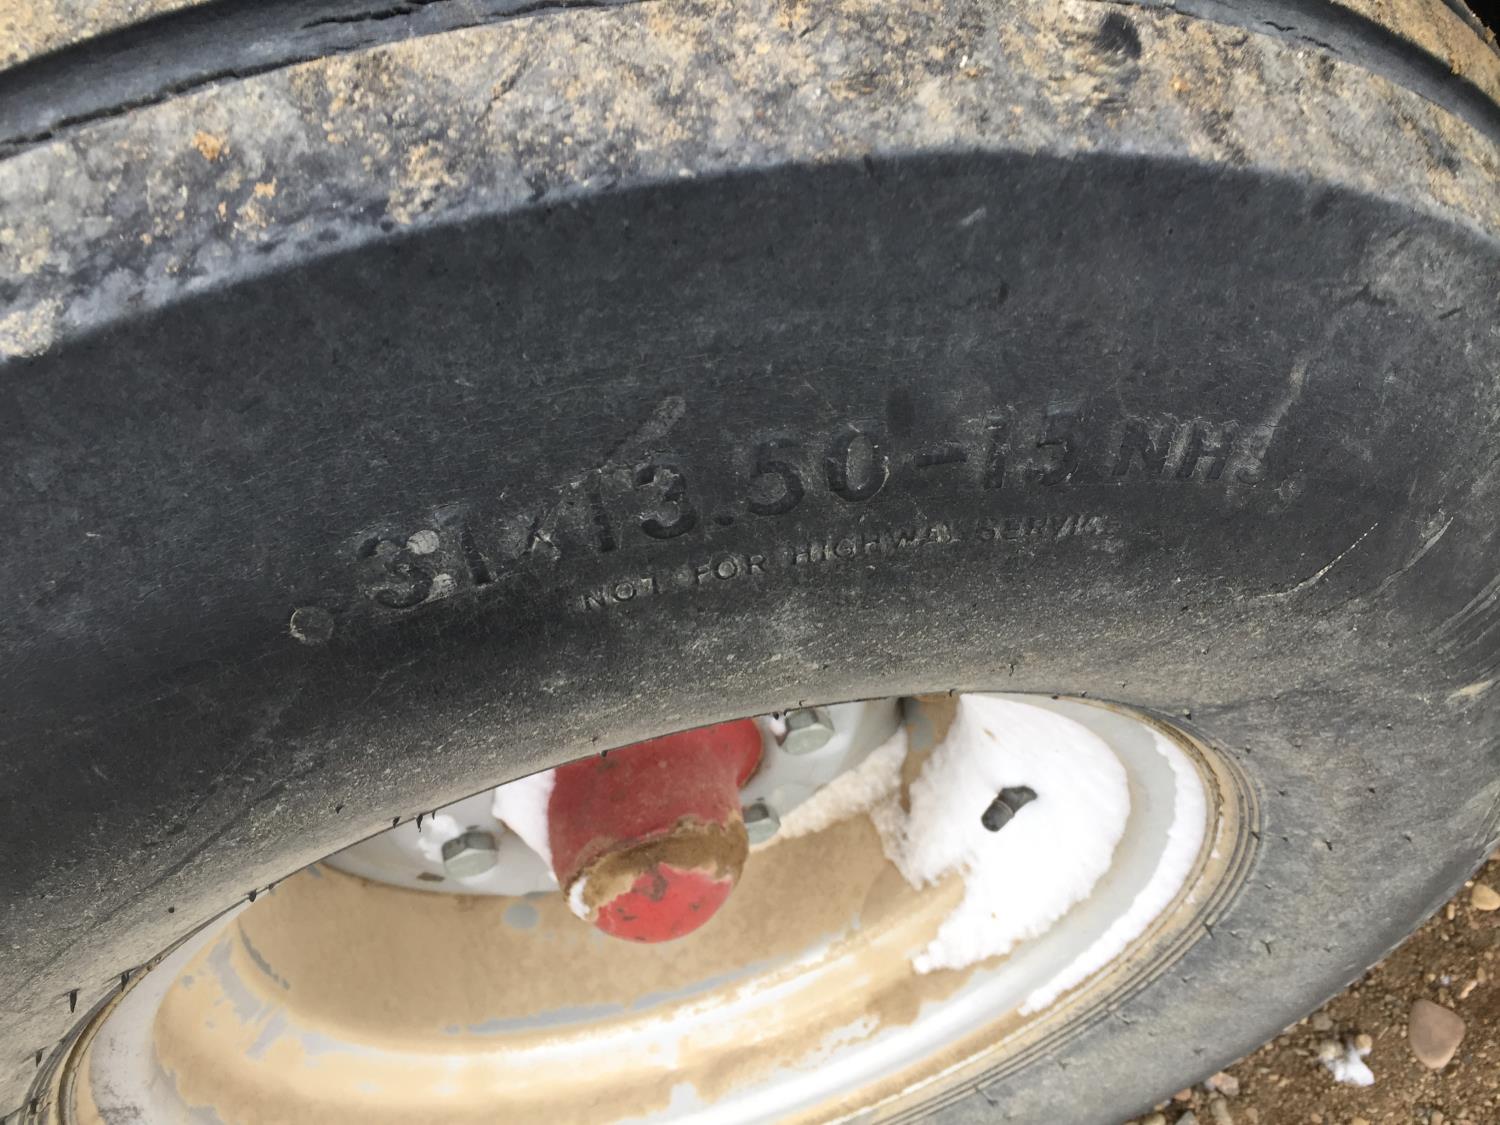 31x13.50-15 NHS
NOT FOR HIGHWAY SERVICE